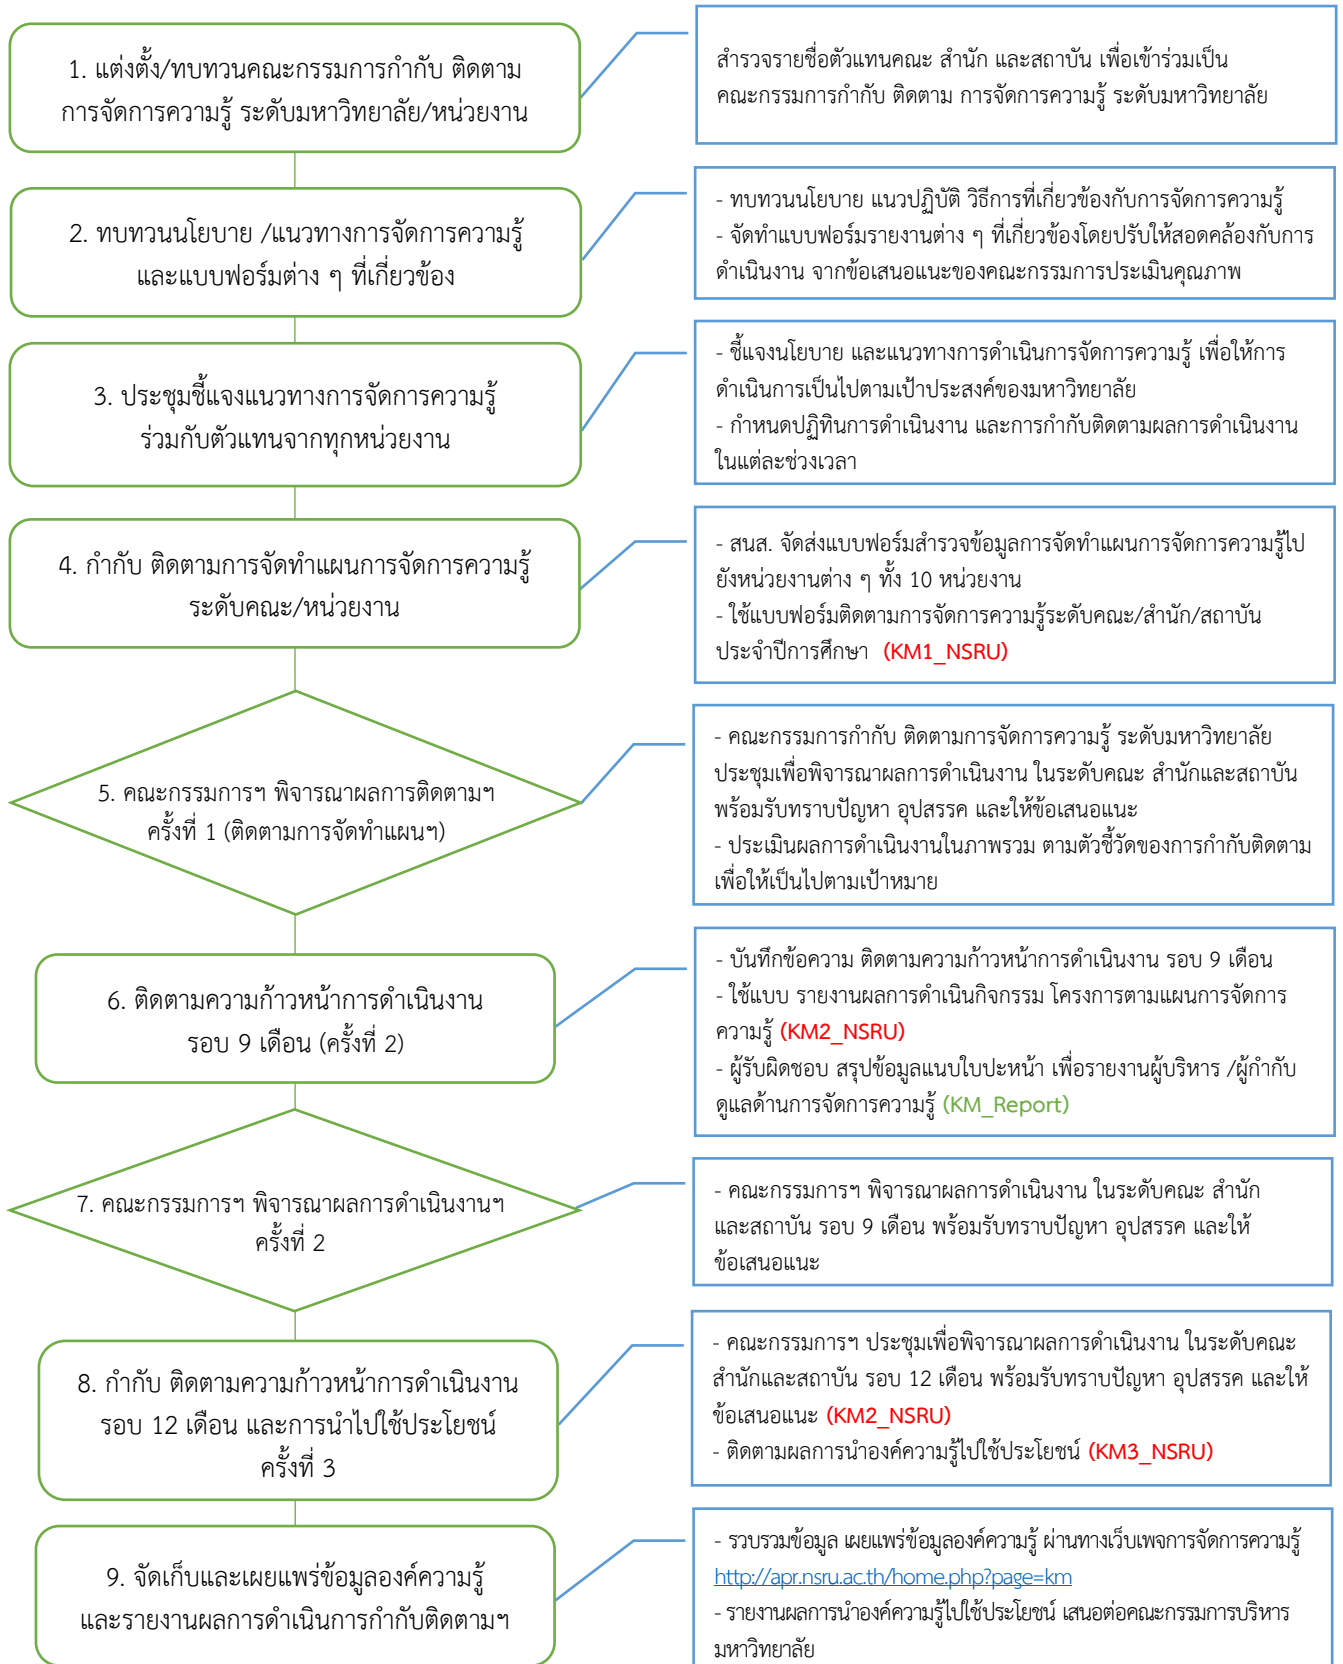 1. แต่งตั้ง/ทบทวนคณะกรรมการกำกับ ติดตาม
การจัดการความรู้ ระดับมหาวิทยาลัย/หน่วยงาน
สำรวจรายชื่อตัวแทนคณะ สำนัก และสถาบัน เพื่อเข้าร่วมเป็น
คณะกรรมการกำกับ ติดตาม การจัดการความรู้ ระดับมหาวิทยาลัย
2. ทบทวนนโยบาย /แนวทางการจัดการความรู้
และแบบฟอร์มต่าง ๆ ที่เกี่ยวข้อง
- ทบทวนนโยบาย แนวปฏิบัติ วิธีการที่เกี่ยวข้องกับการจัดการความรู้
- จัดทำแบบฟอร์มรายงานต่าง ๆ ที่เกี่ยวข้องโดยปรับให้สอดคล้องกับการ
ดำเนินงาน จากข้อเสนอแนะของคณะกรรมการประเมินคุณภาพ
3. ประชุมชี้แจงแนวทางการจัดการความรู้
ร่วมกับตัวแทนจากทุกหน่วยงาน
- ชี้แจงนโยบาย และแนวทางการดำเนินการจัดการความรู้ เพื่อให้การ
ดำเนินการเป็นไปตามเป้าประสงค์ของมหาวิทยาลัย
- กำหนดปฏิทินการดำเนินงาน และการกำกับติดตามผลการดำเนินงาน
ในแต่ละช่วงเวลา
4. กำกับ ติดตามการจัดทำแผนการจัดการความรู้
ระดับคณะ/หน่วยงาน
- สนส. จัดส่งแบบฟอร์มสำรวจข้อมูลการจัดทำแผนการจัดการความรู้ไป
ยังหน่วยงานต่าง ๆ ทั้ง 10 หน่วยงาน
- ใช้แบบฟอร์มติดตามการจัดการความรู้ระดับคณะ/สำนัก/สถาบัน
ประจำปีการศึกษา (KM1_NSRU)
5. คณะกรรมการฯ พิจารณาผลการติดตามฯ
ครั้งที่ 1 (ติดตามการจัดทำแผนฯ)
- คณะกรรมการกำกับ ติดตามการจัดการความรู้ ระดับมหาวิทยาลัย
ประชุมเพื่อพิจารณาผลการดำเนินงาน ในระดับคณะ สำนักและสถาบัน
พร้อมรับทราบปัญหา อุปสรรค และให้ข้อเสนอแนะ
- ประเมินผลการดำเนินงานในภาพรวม ตามตัวชี้วัดของการกำกับติดตาม
เพื่อให้เป็นไปตามเป้าหมาย
6. ติดตามความก้าวหน้าการดำเนินงาน
รอบ 9 เดือน (ครั้งที่ 2)
- บันทึกข้อความ ติดตามความก้าวหน้าการดำเนินงาน รอบ 9 เดือน
- ใช้แบบ รายงานผลการดำเนินกิจกรรม โครงการตามแผนการจัดการ
ความรู้ (KM2_NSRU)
- ผู้รับผิดชอบ สรุปข้อมูลแนบใบปะหน้า เพื่อรายงานผู้บริหาร /ผู้กำกับ
ดูแลด้านการจัดการความรู้ (KM_Report)
7. คณะกรรมการฯ พิจารณาผลการดำเนินงานฯ
ครั้งที่ 2
- คณะกรรมการฯ พิจารณาผลการดำเนินงาน ในระดับคณะ สำนัก
และสถาบัน รอบ 9 เดือน พร้อมรับทราบปัญหา อุปสรรค และให้
ข้อเสนอแนะ
8. กำกับ ติดตามความก้าวหน้าการดำเนินงาน
รอบ 12 เดือน และการนำไปใช้ประโยชน์
ครั้งที่ 3
- คณะกรรมการฯ ประชุมเพื่อพิจารณาผลการดำเนินงาน ในระดับคณะ
สำนักและสถาบัน รอบ 12 เดือน พร้อมรับทราบปัญหา อุปสรรค และให้
ข้อเสนอแนะ (KM2_NSRU)
- ติดตามผลการนำองค์ความรู้ไปใช้ประโยชน์ (KM3_NSRU)
9. จัดเก็บและเผยแพร่ข้อมูลองค์ความรู้
และรายงานผลการดำเนินการกำกับติดตามฯ
- รวบรวมข้อมูล เผยแพร่ข้อมูลองค์ความรู้ ผ่านทางเว็บเพจการจัดการความรู้
http://apr.nsru.ac.th/home.php?page=km
- รายงานผลการนำองค์ความรู้ไปใช้ประโยชน์ เสนอต่อคณะกรรมการบริหาร
มหาวิทยาลัย